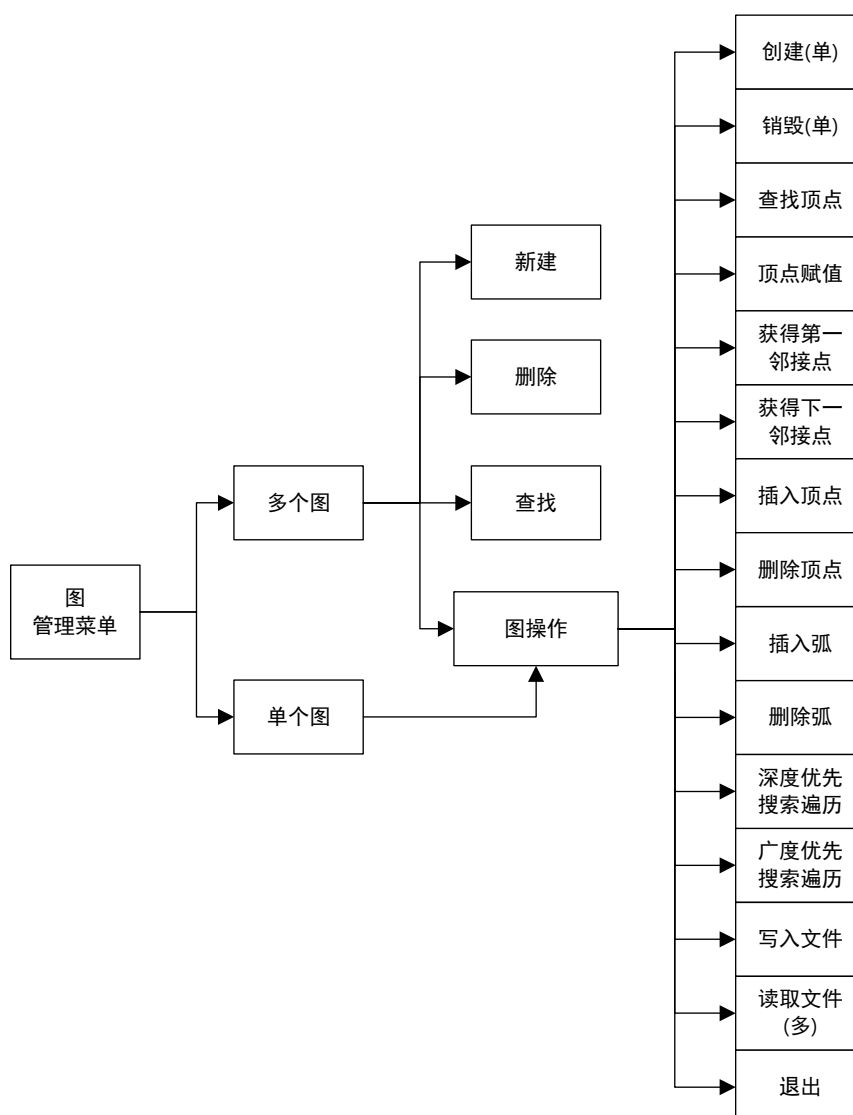 图
管理菜单
多个图
单个图
新建
删除
查找
图操作
创建(单)
销毁(单)
查找顶点
顶点赋值
获得第一
邻接点
获得下一
邻接点
插入顶点
删除顶点
插入弧
删除弧
深度优先
搜索遍历
广度优先
搜索遍历
写入文件
读取文件
(多)
退出